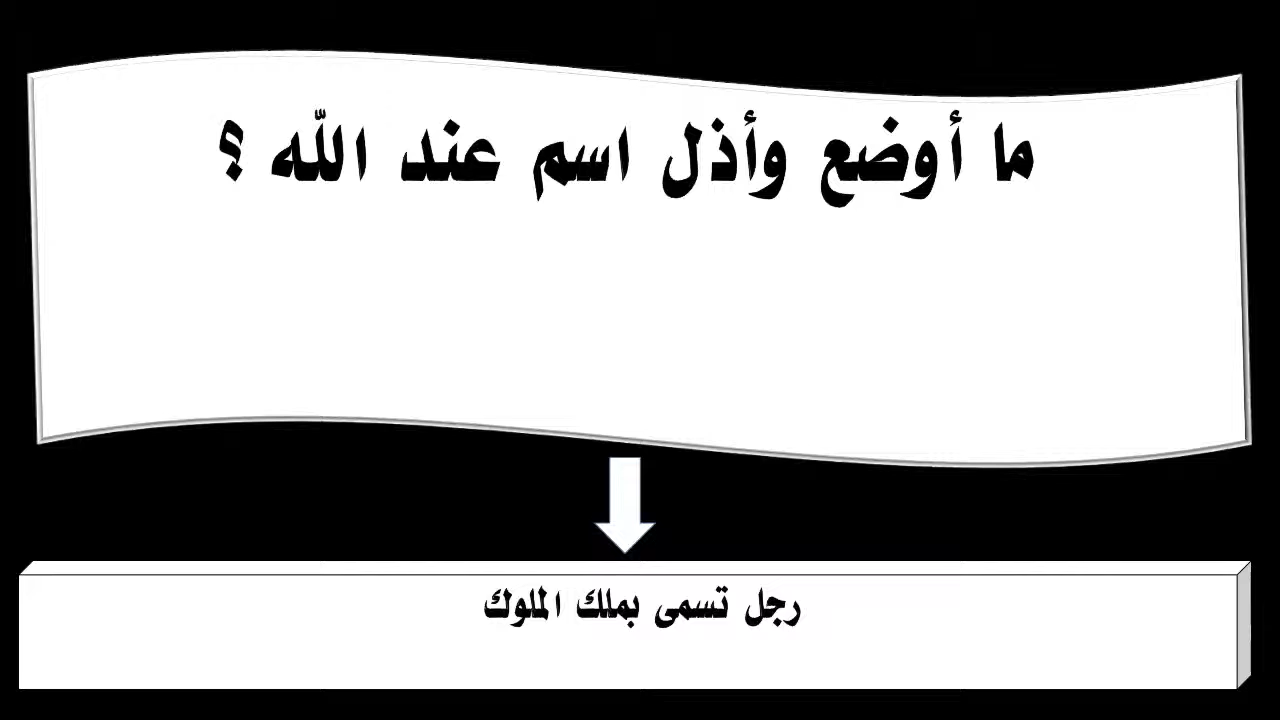 ما أوضع وأذل اسم عند الله ؟
رجل تسمى بملك الملوك